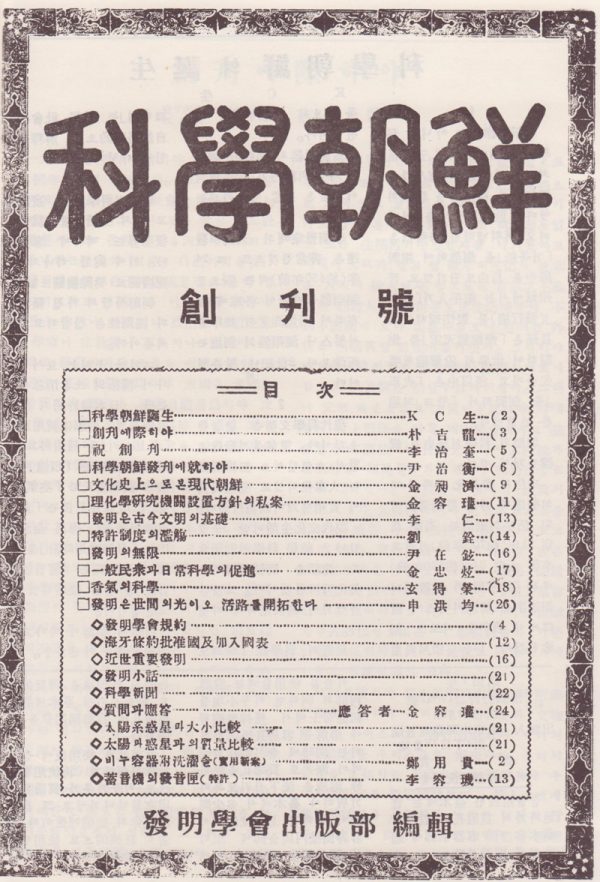 科學朝鮮
創刊號
目次
□科學朝鮮誕生 K C 生 (2)
□創刊에際하야 朴吉龍 (3)
□祝創刊 李治奎 (5)
□科學朝鮮發刊에就하야 尹治衡 (6)
□文化史上으로본現代朝鮮 金昶濟 (9)
□理化學硏究機關設置方針의私案 金容瓘 (11)
□發明은古今文明의基礎 李仁 (13)
□特許制度의濫觴 劉銓 (14)
□發明의無限 尹在鉉 (16)
□一般民衆과日常科學의促進 金忠炫 (17)
□香氣의科學 玄得榮 (18)
□發明은世間의光이오 活路를開拓한다 申洪均 (26)
◇發明學會規約 (4)
◇海牙條約批准國及加入國表 (12)
◇近世重要發明 (16)
◇發明小話 (21)
◇科學新聞 (22)
◇質問과應答 應答者 金容瓘 (24)
◇太陽系惑星의大小比較 (21)
◇太陽과惑星과의質量比較 (21)
◇비누容器附洗濯숄(實用新案) 鄭用貴 (2)
◇蓄音機의發音匣(特許) 李容 (13)
發明學會出版部 編輯